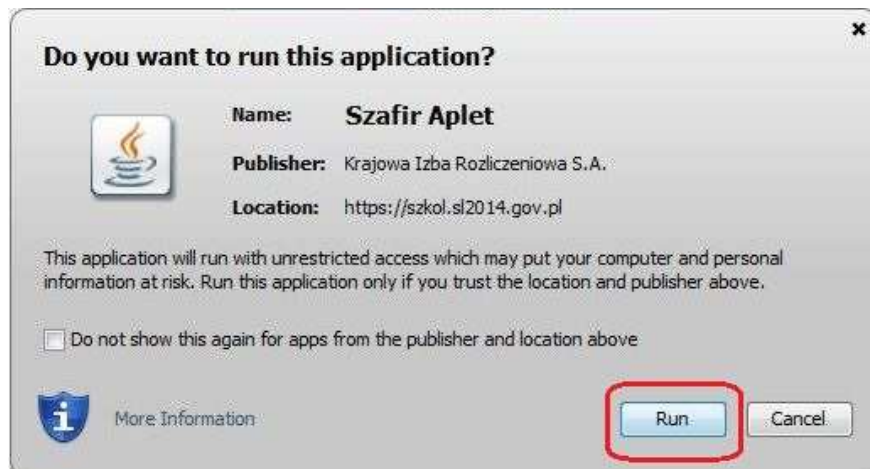 Do you want to run this application?
Name: Szafir Aplet
Publisher: Krajowa Izba Rozliczeniowa S.A.
Location: https://szkol.sl2014.gov.pl
This application will run with unrestricted access which may put your computer and personal
information at risk. Run this application only if you trust the location and publisher above.
Do not show this again for apps from the publisher and location above
More Information
Run
Cancel